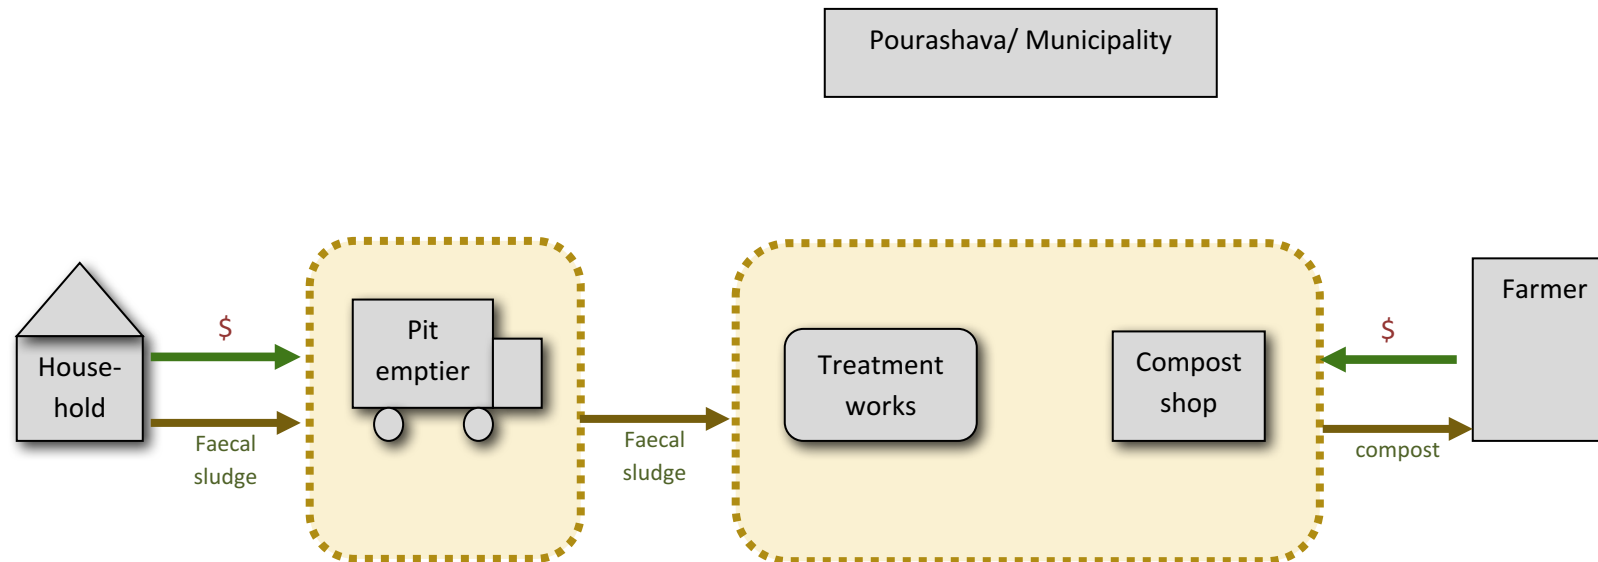 Pourashava/ Municipality
$
House-
hold
Faecal
sludge
Pit
emptier
Faecal
sludge
Treatment
works
Compost
shop
$
compost
Farmer